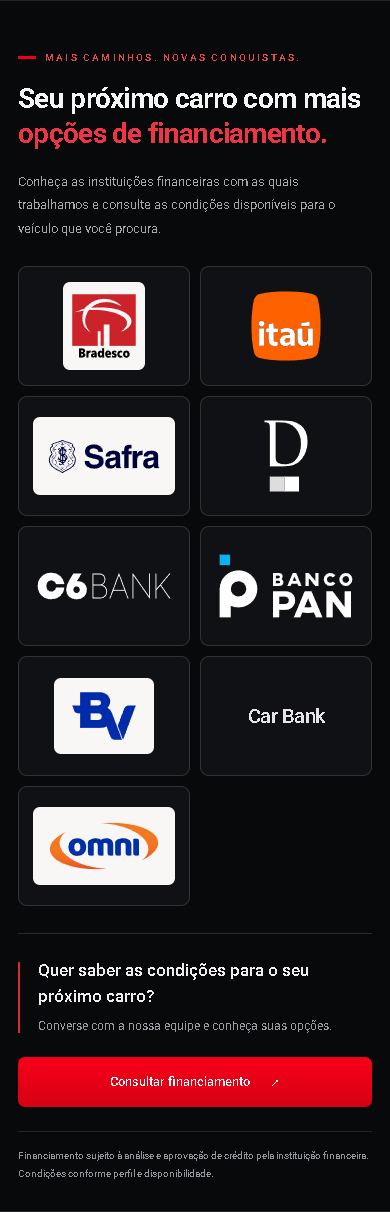 MAIS CAMINHOS. NOVAS CONQUISTAS.
Seu próximo carro com mais
opções de financiamento.
Conheça as instituições financeiras com as quais
trabalhamos e consulte as condições disponíveis para o
veículo que você procura.
Bradesco
itaú
Safra
D
C6 BANK
BANCO
PAN
BV
Car Bank
omni
Quer saber as condições para o seu
próximo carro?
Converse com a nossa equipe e conheça suas opções.
Consultar financiamento ↗
Financiamento sujeito à análise e aprovação de crédito pela instituição financeira.
Condições conforme perfil e disponibilidade.